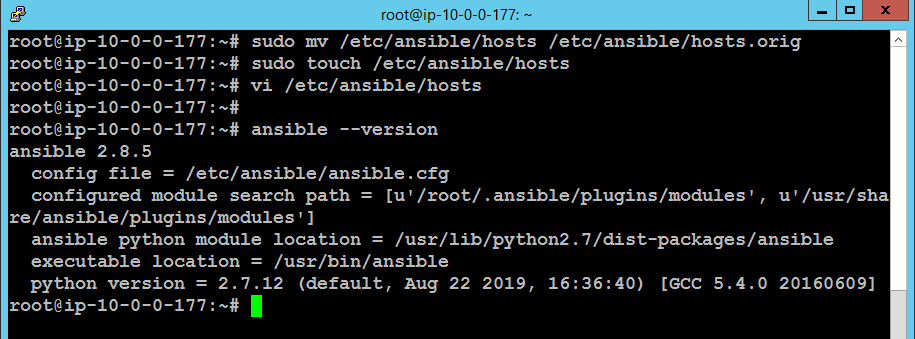 root@ip-10-0-0-177: ~
root@ip-10-0-0-177:~# sudo mv /etc/ansible/hosts /etc/ansible/hosts.orig
root@ip-10-0-0-177:~# sudo touch /etc/ansible/hosts
root@ip-10-0-0-177:~# vi /etc/ansible/hosts
root@ip-10-0-0-177:~#
root@ip-10-0-0-177:~# ansible --version
ansible 2.8.5
  config file = /etc/ansible/ansible.cfg
  configured module search path = [u'/root/.ansible/plugins/modules', u'/usr/sha
re/ansible/plugins/modules']
  ansible python module location = /usr/lib/python2.7/dist-packages/ansible
  executable location = /usr/bin/ansible
  python version = 2.7.12 (default, Aug 22 2019, 16:36:40) [GCC 5.4.0 20160609]
root@ip-10-0-0-177:~#